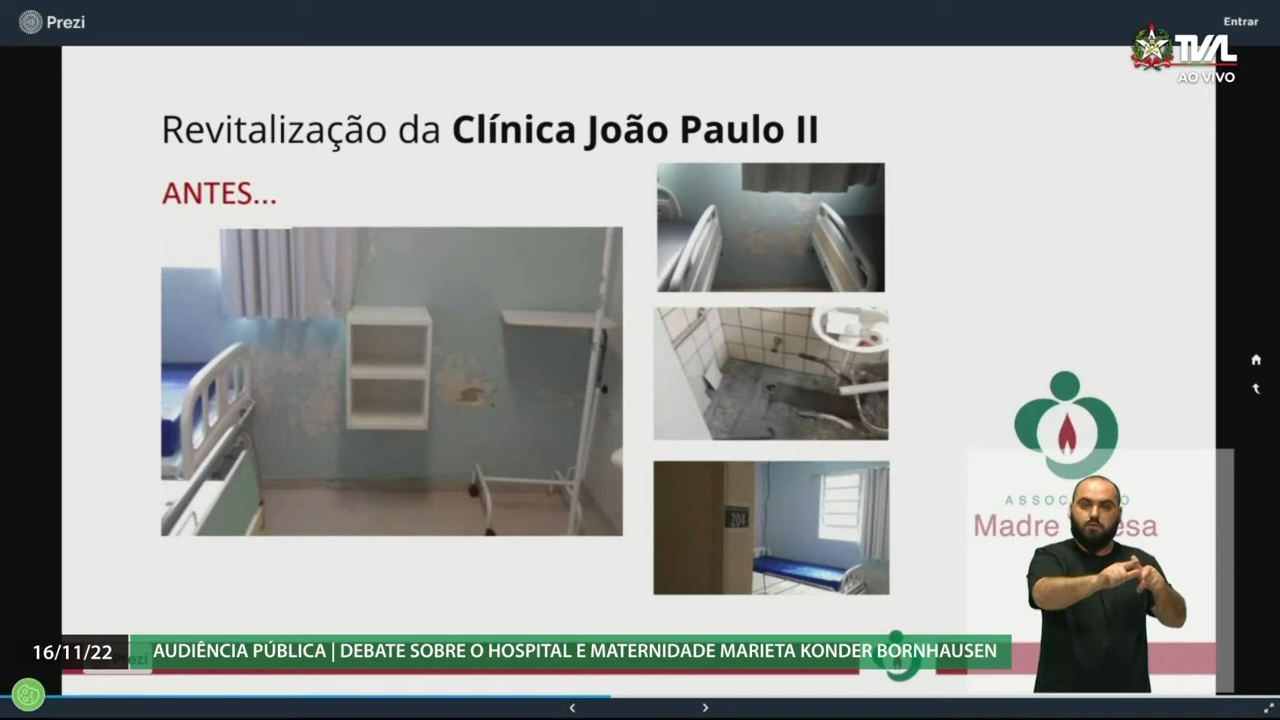 Prezi
Entrar
TVAL
AO VIVO
Revitalização da Clínica João Paulo II
ANTES...
204
Madre
16/11/22
AUDIÊNCIA PÚBLICA | DEBATE SOBRE O HOSPITAL E MATERNIDADE MARIETA KONDER BORNHAUSEN